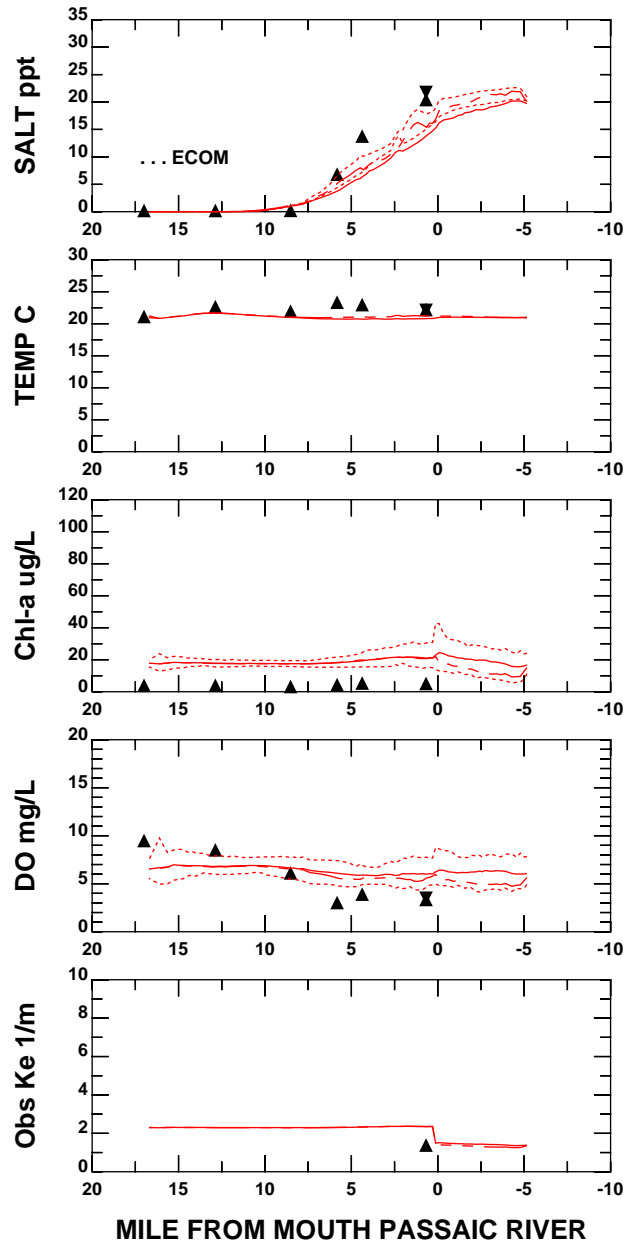 SALT ppt
35
30
25
20
15
10
5
0
. . . ECOM
20 15 10 5 0 -5 -10
TEMP C
30
25
20
15
10
5
0
20 15 10 5 0 -5 -10
Chl-a ug/L
120
100
80
60
40
20
0
20 15 10 5 0 -5 -10
DO mg/L
20
15
10
5
0
20 15 10 5 0 -5 -10
Obs Ke 1/m
10
8
6
4
2
0
20 15 10 5 0 -5 -10
MILE FROM MOUTH PASSAIC RIVER